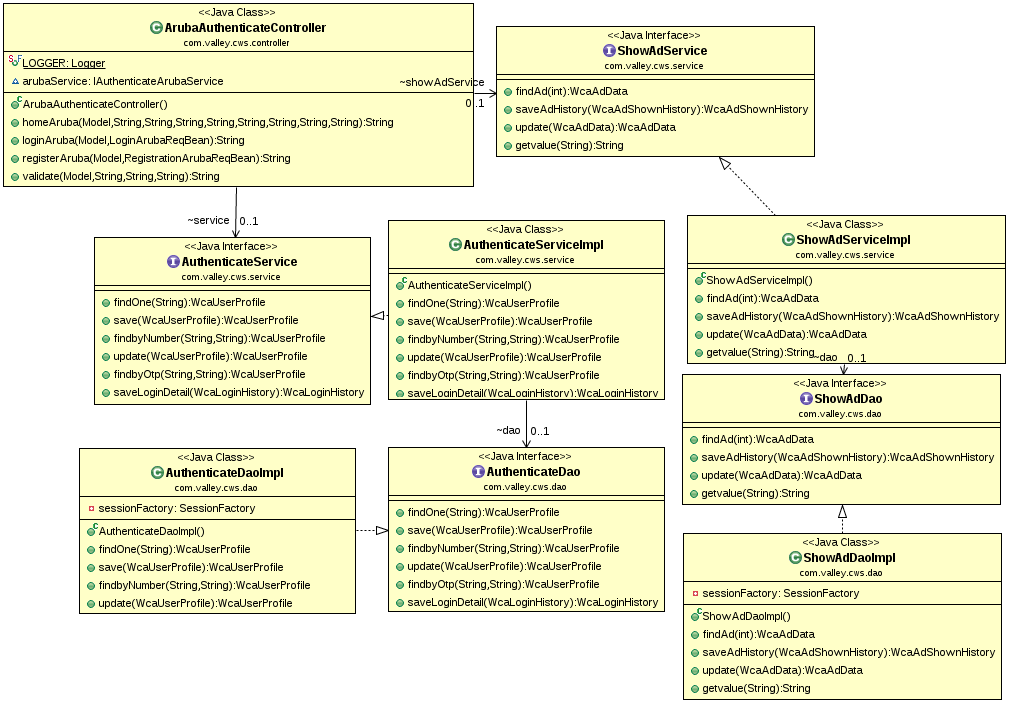 <<Java Class>>
ArubaAuthenticateController
com.valley.cws.controller
LOGGER: Logger
arubaService: IAuthenticateArubaService
ArubaAuthenticateController()
homeAruba(Model,String,String,String,String,String,String,String):String
loginAruba(Model,LoginArubaReqBean):String
registerAruba(Model,RegistrationArubaReqBean):String
validate(Model,String,String,String):String
~showAdService
0..1
<<Java Interface>>
ShowAdService
com.valley.cws.service
findAd(int):WcaAdData
saveAdHistory(WcaAdShownHistory):WcaAdShownHistory
update(WcaAdData):WcaAdData
getvalue(String):String
~service 0..1
<<Java Interface>>
AuthenticateService
com.valley.cws.service
findOne(String):WcaUserProfile
save(WcaUserProfile):WcaUserProfile
findbyNumber(String,String):WcaUserProfile
update(WcaUserProfile):WcaUserProfile
findbyOtp(String,String):WcaUserProfile
saveLoginDetail(WcaLoginHistory):WcaLoginHistory
<<Java Class>>
AuthenticateServiceImpl
com.valley.cws.service
AuthenticateServiceImpl()
findOne(String):WcaUserProfile
save(WcaUserProfile):WcaUserProfile
findbyNumber(String,String):WcaUserProfile
update(WcaUserProfile):WcaUserProfile
findbyOtp(String,String):WcaUserProfile
saveLoginDetail(WcaLoginHistory):WcaLoginHistory
<<Java Class>>
ShowAdServiceImpl
com.valley.cws.service
ShowAdServiceImpl()
findAd(int):WcaAdData
saveAdHistory(WcaAdShownHistory):WcaAdShownHistory
update(WcaAdData):WcaAdData
getvalue(String):String
~dao 0..1
<<Java Interface>>
ShowAdDao
com.valley.cws.dao
findAd(int):WcaAdData
saveAdHistory(WcaAdShownHistory):WcaAdShownHistory
update(WcaAdData):WcaAdData
getvalue(String):String
~dao 0..1
<<Java Class>>
AuthenticateDaoImpl
com.valley.cws.dao
sessionFactory: SessionFactory
AuthenticateDaoImpl()
findOne(String):WcaUserProfile
save(WcaUserProfile):WcaUserProfile
findbyNumber(String,String):WcaUserProfile
update(WcaUserProfile):WcaUserProfile
<<Java Interface>>
AuthenticateDao
com.valley.cws.dao
findOne(String):WcaUserProfile
save(WcaUserProfile):WcaUserProfile
findbyNumber(String,String):WcaUserProfile
update(WcaUserProfile):WcaUserProfile
findbyOtp(String,String):WcaUserProfile
saveLoginDetail(WcaLoginHistory):WcaLoginHistory
<<Java Class>>
ShowAdDaoImpl
com.valley.cws.dao
sessionFactory: SessionFactory
ShowAdDaoImpl()
findAd(int):WcaAdData
saveAdHistory(WcaAdShownHistory):WcaAdShownHistory
update(WcaAdData):WcaAdData
getvalue(String):String